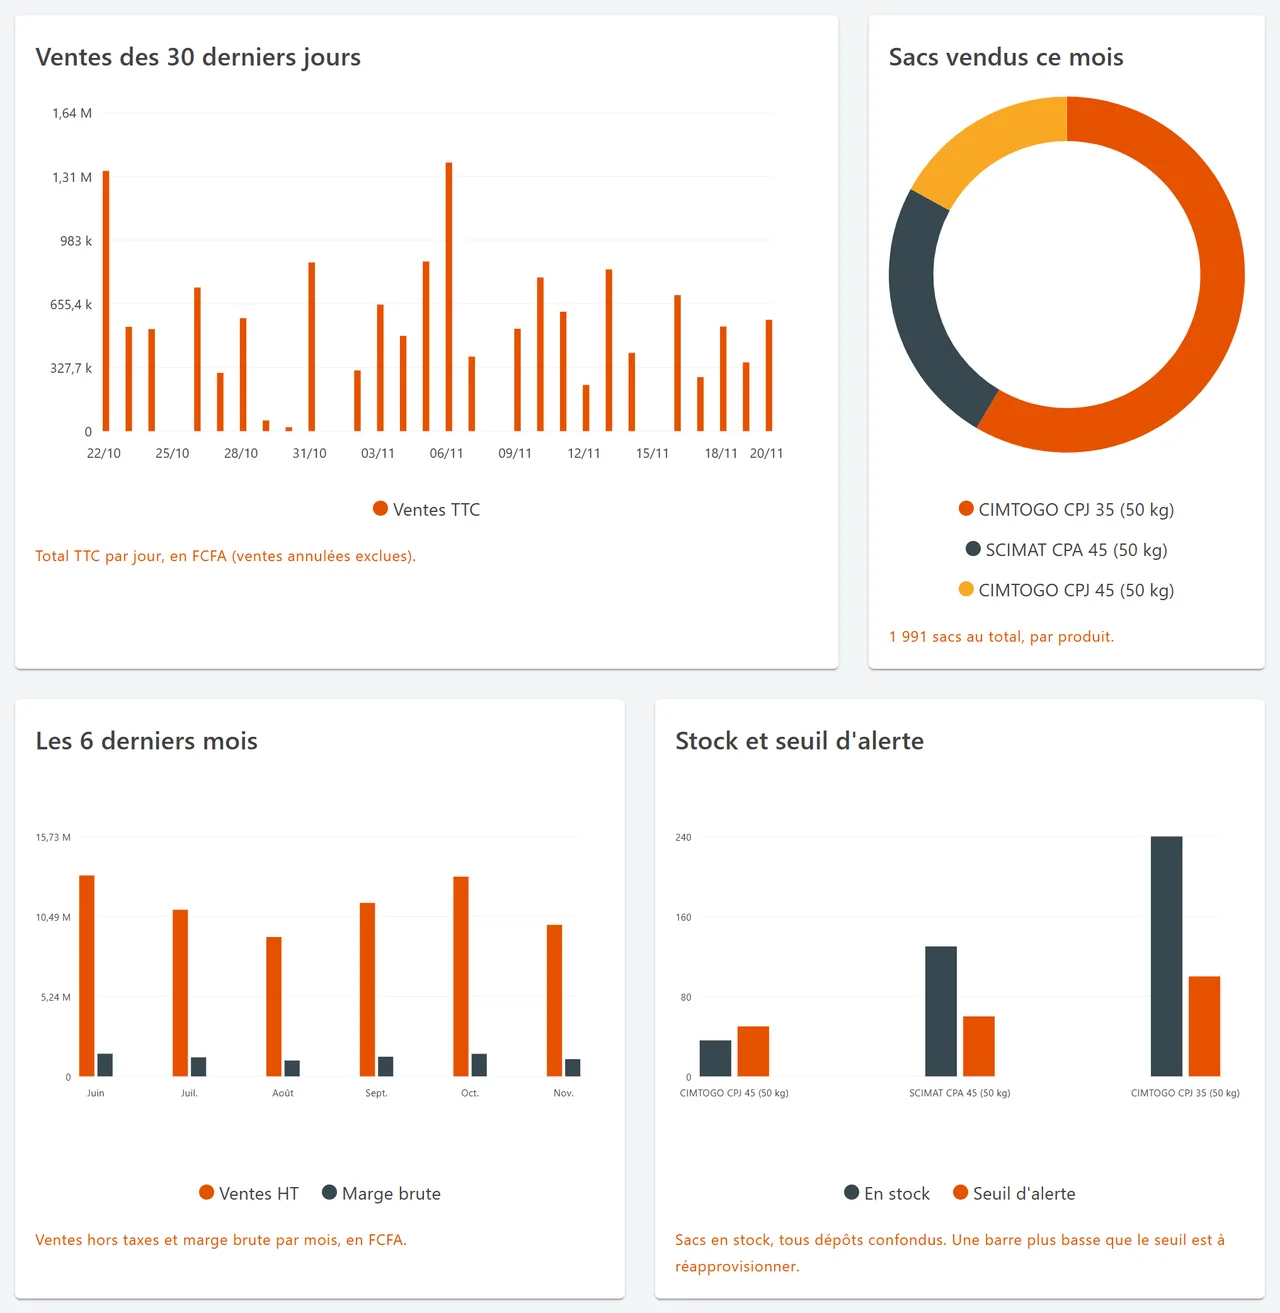 Ventes des 30 derniers jours
1,64 M
1,31 M
983 k
655,4 k
327,7 k
0
22/10 25/10 28/10 31/10 03/11 06/11 09/11 12/11 15/11 18/11 20/11
Ventes TTC
Total TTC par jour, en FCFA (ventes annulées exclues).
Sacs vendus ce mois
CIMTOGO CPJ 35 (50 kg)
SCIMAT CPA 45 (50 kg)
CIMTOGO CPJ 45 (50 kg)
1 991 sacs au total, par produit.
Les 6 derniers mois
15,73 M
10,49 M
5,24 M
0
Juin Juil. Août Sept. Oct. Nov.
Ventes HT Marge brute
Ventes hors taxes et marge brute par mois, en FCFA.
Stock et seuil d'alerte
240
160
80
0
CIMTOGO CPJ 45 (50 kg) SCIMAT CPA 45 (50 kg) CIMTOGO CPJ 35 (50 kg)
En stock Seuil d'alerte
Sacs en stock, tous dépôts confondus. Une barre plus basse que le seuil est à
réapprovisionner.